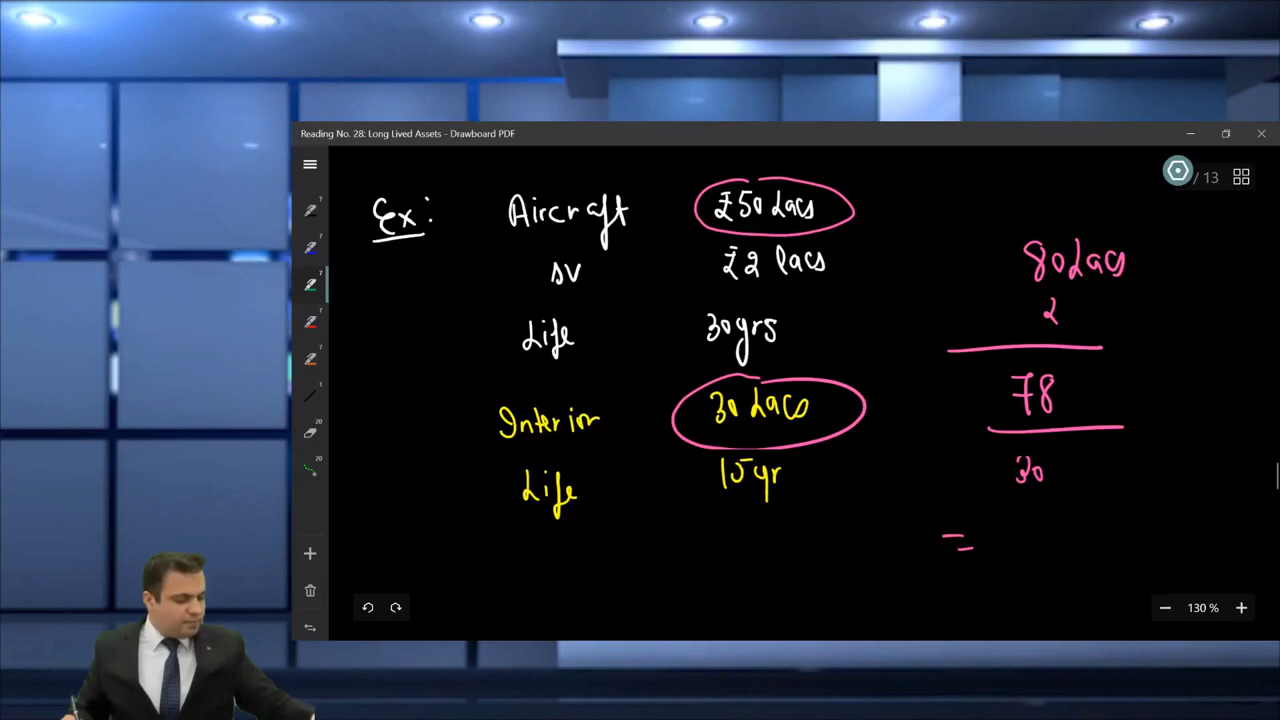 Reading No. 28: Long Lived Assets - Drawboard PDF
/ 13
Ex: Aircraft ₹50 Lacs
SV ₹2 lacs
Life 30yrs
Interior 30 Lacs
Life 15yr
80Lacs
2
78
30
=
130 %